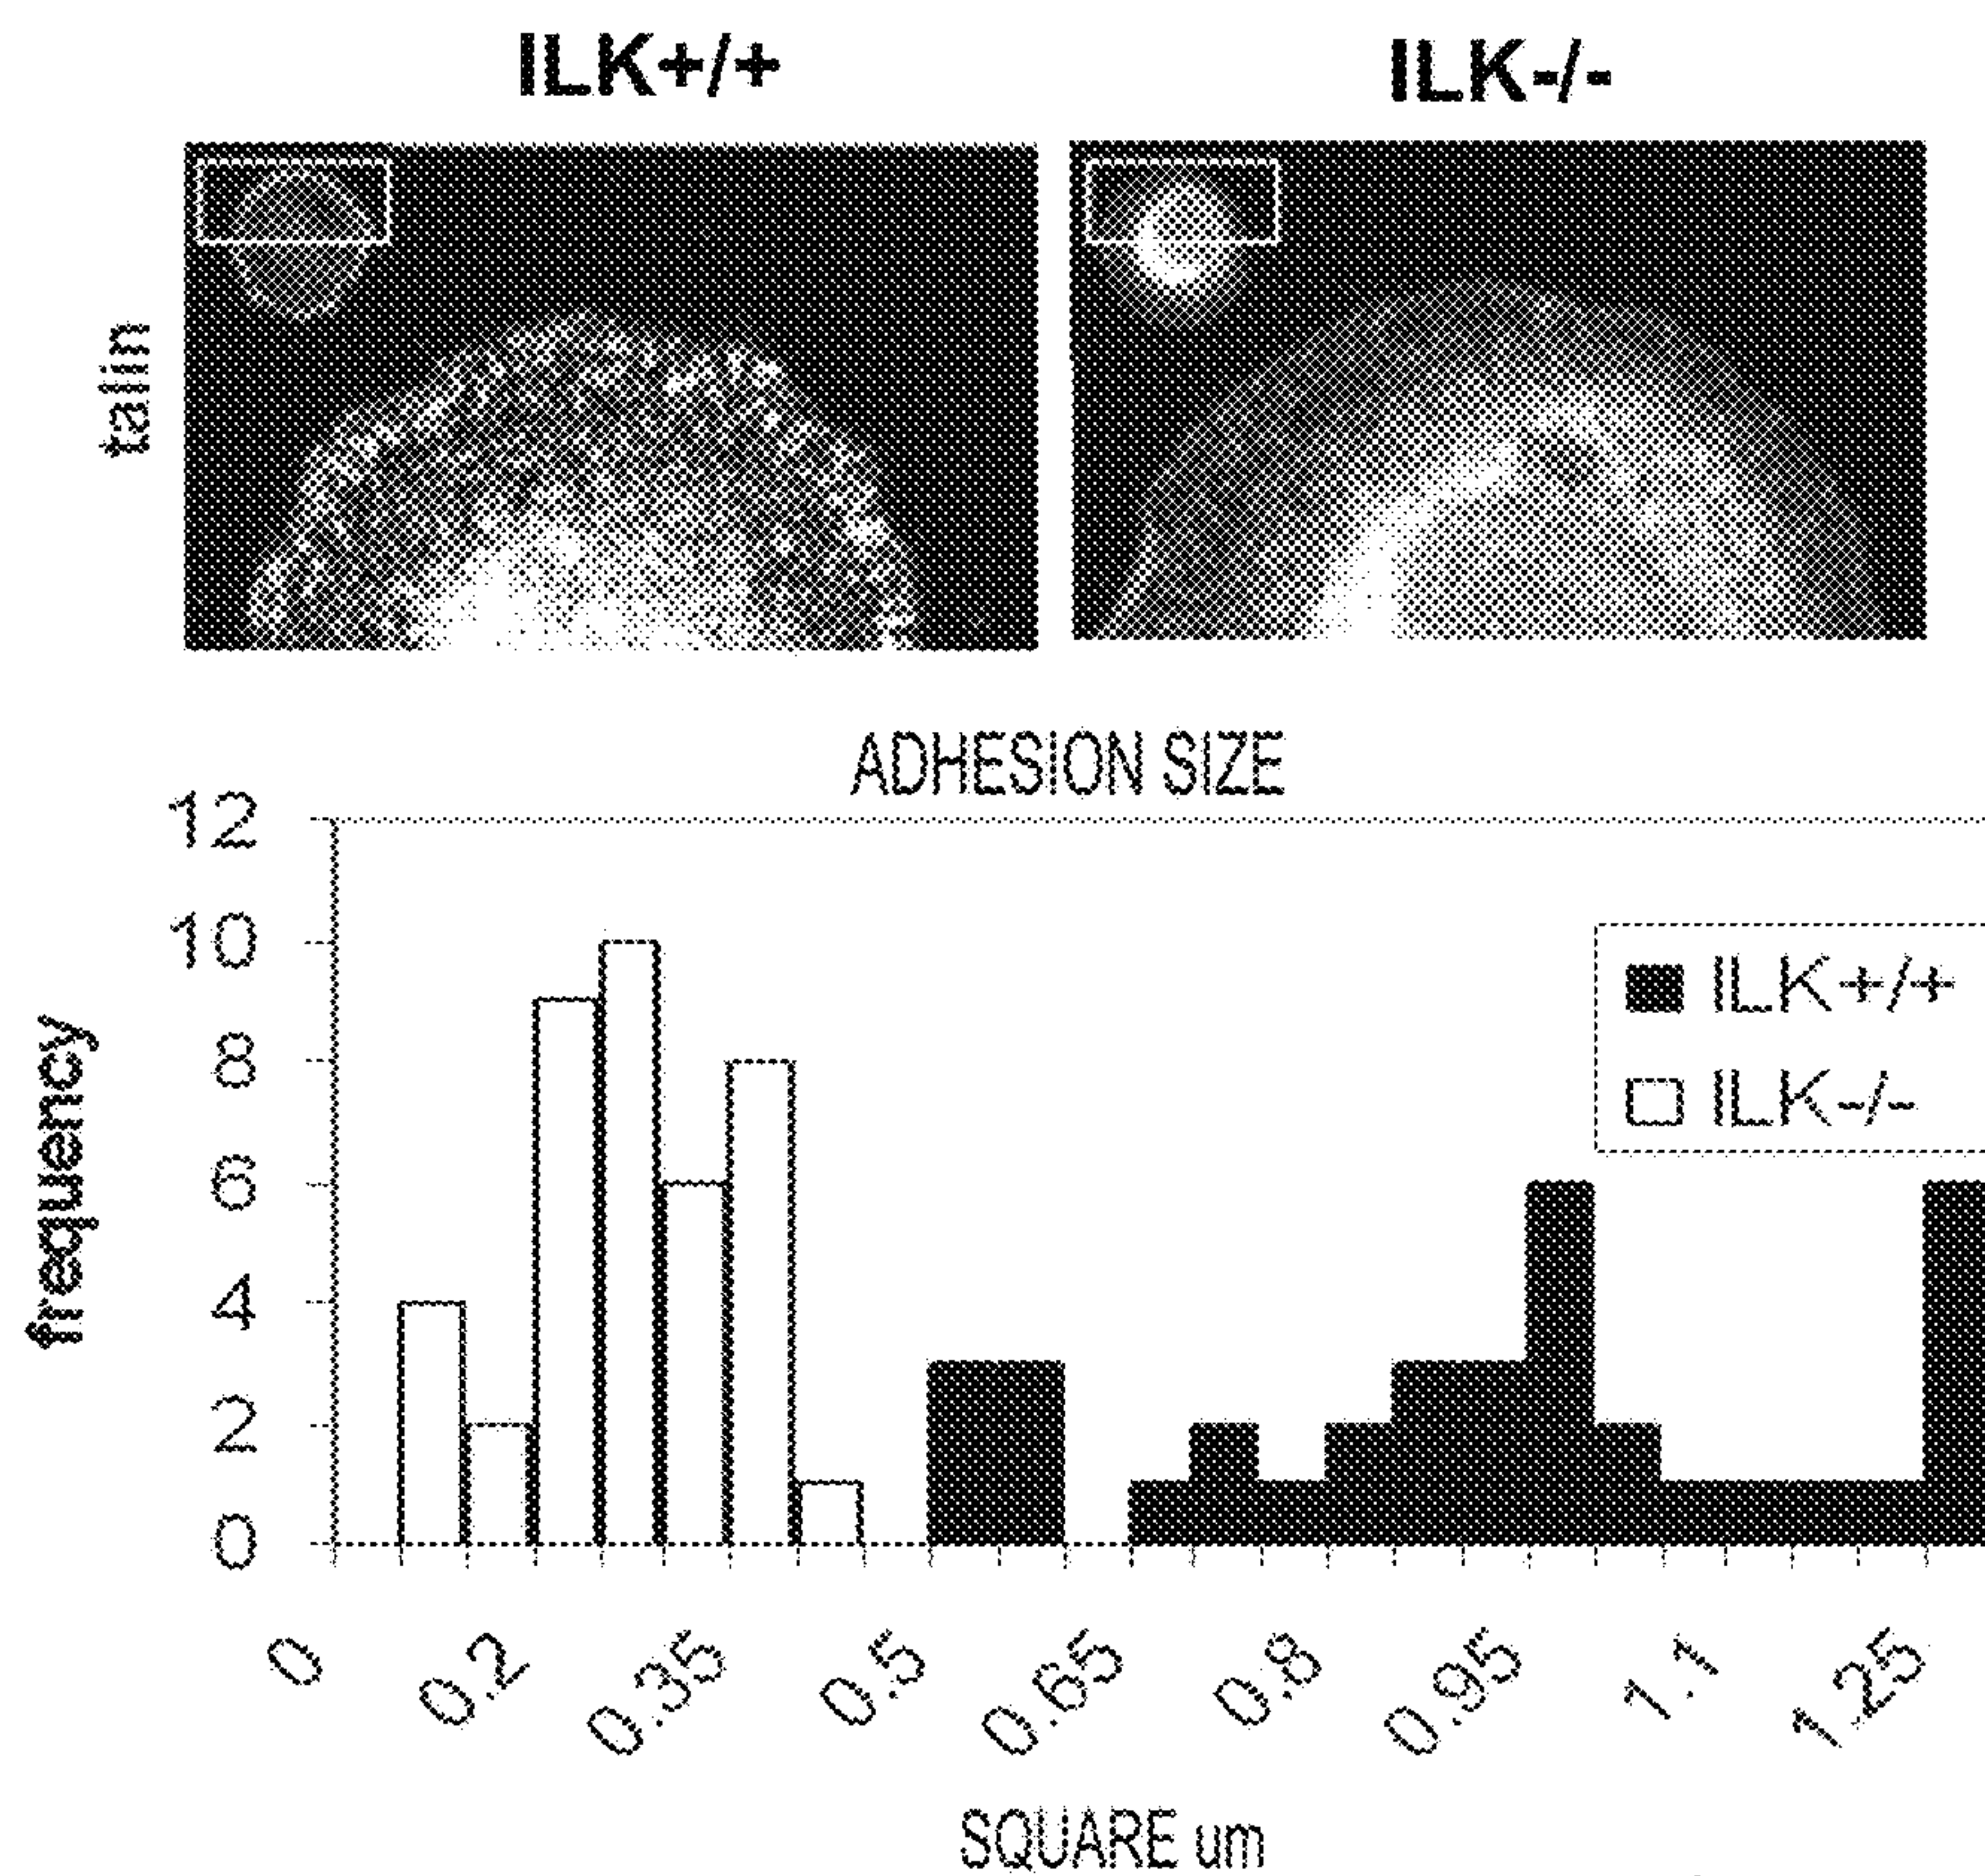 ILK+/+
ILK-/-
talin
ADHESION SIZE
12
10
8
6
4
2
0
frequency
ILK+/+
ILK-/-
0
0.2
0.35
0.5
0.65
0.8
0.95
1.1
1.25
SQUARE um